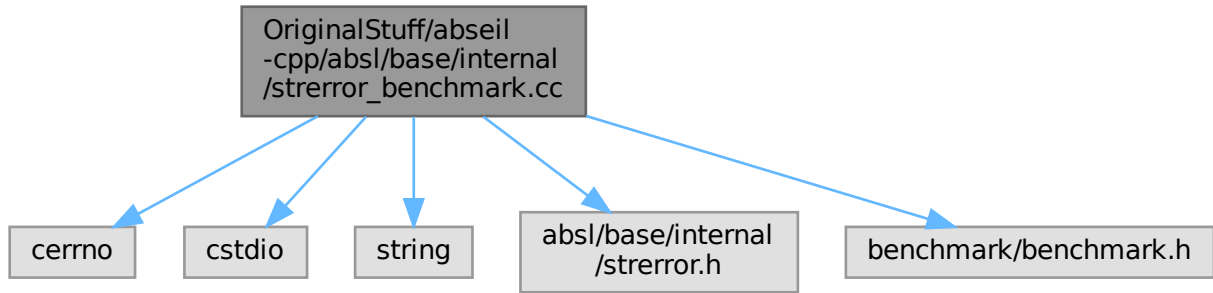 OriginalStuff/abseil
-cpp/absl/base/internal
/strerror_benchmark.cc
cerrno
cstdio
string
absl/base/internal
/strerror.h
benchmark/benchmark.h